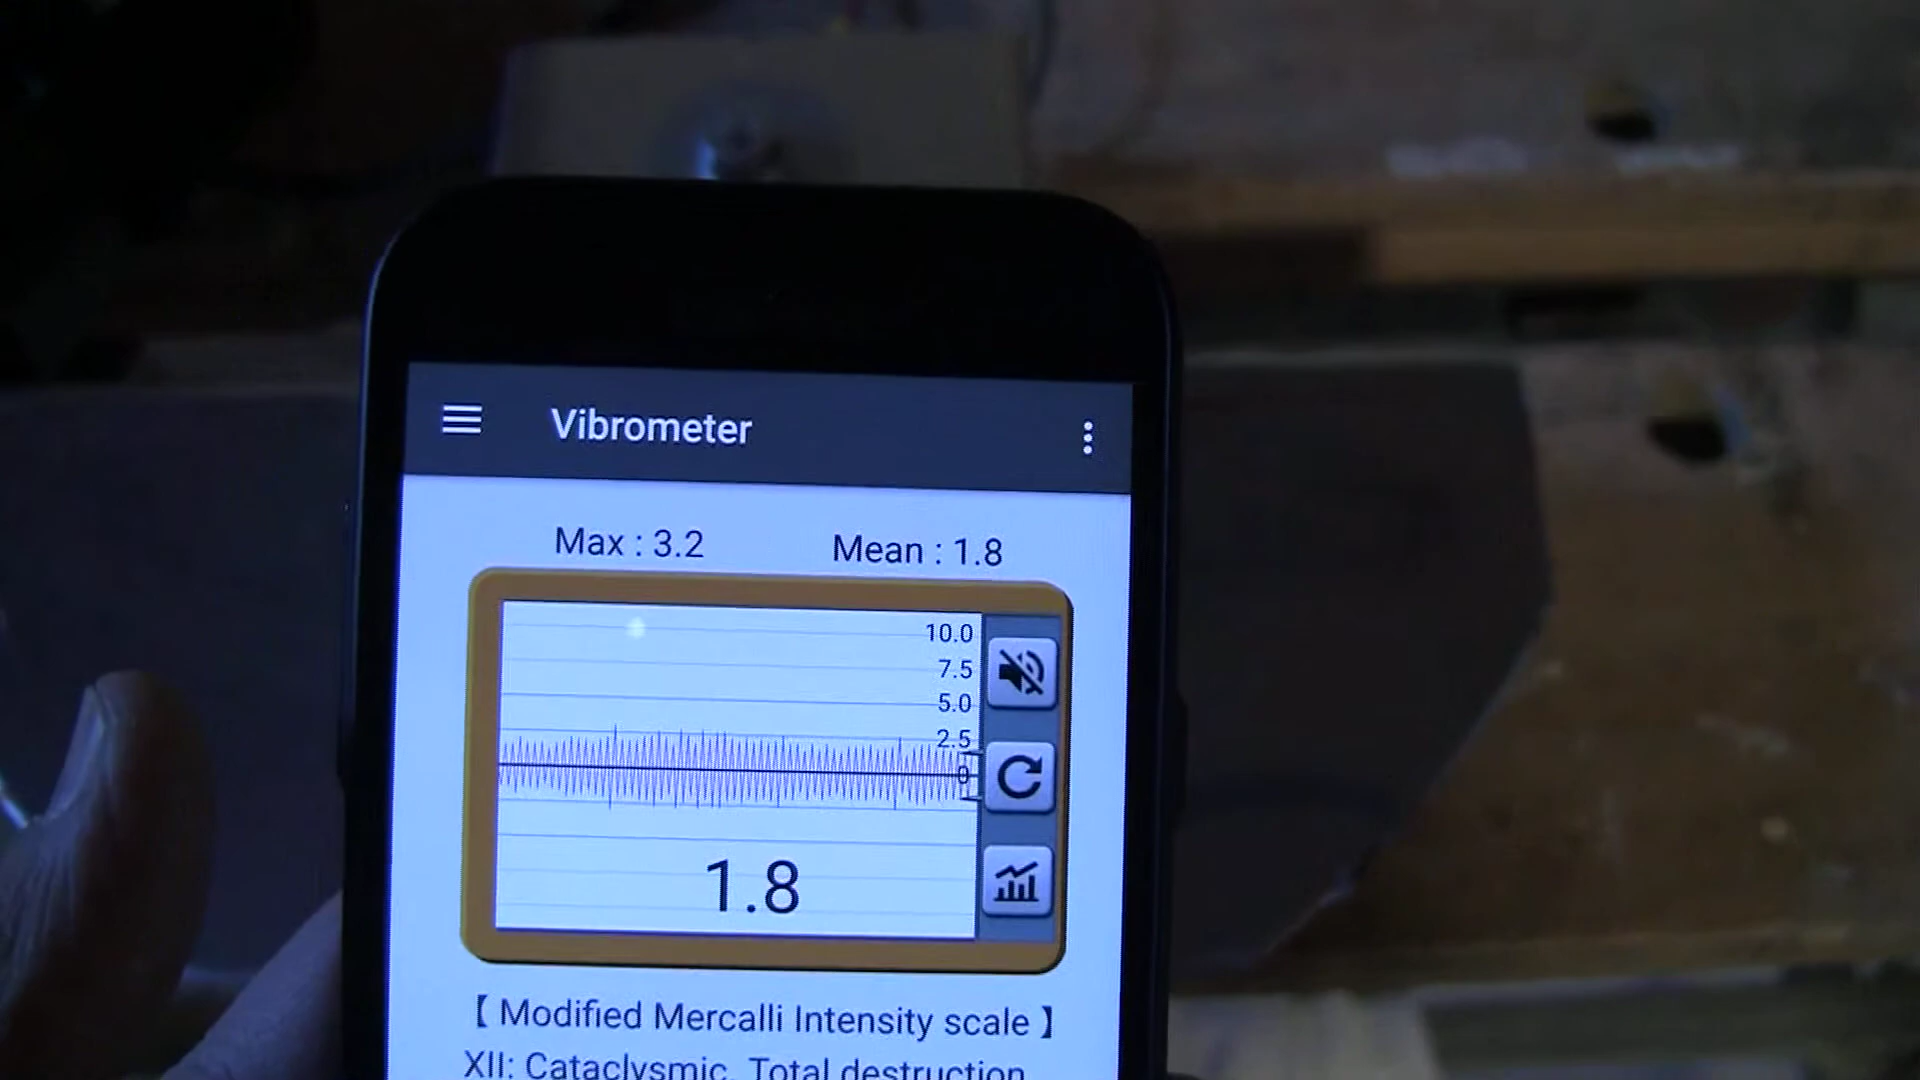 Vibrometer
Max : 3.2 Mean : 1.8
10.0
7.5
5.0
2.5
0
1.8
【 Modified Mercalli Intensity scale 】
XII: Cataclysmic. Total destruction